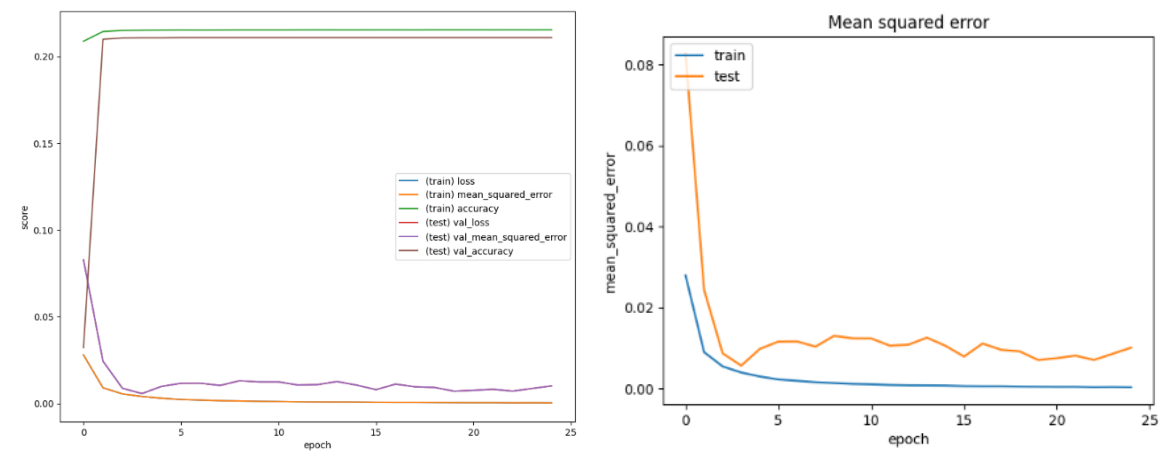 0.20
0.15
0.10
0.05
0.00
score
(train) loss
(train) mean_squared_error
(train) accuracy
(test) val_loss
(test) val_mean_squared_error
(test) val_accuracy
0 5 10 15 20 25
epoch
Mean squared error
train
test
0.08
0.06
0.04
0.02
0.00
mean_squared_error
0 5 10 15 20 25
epoch